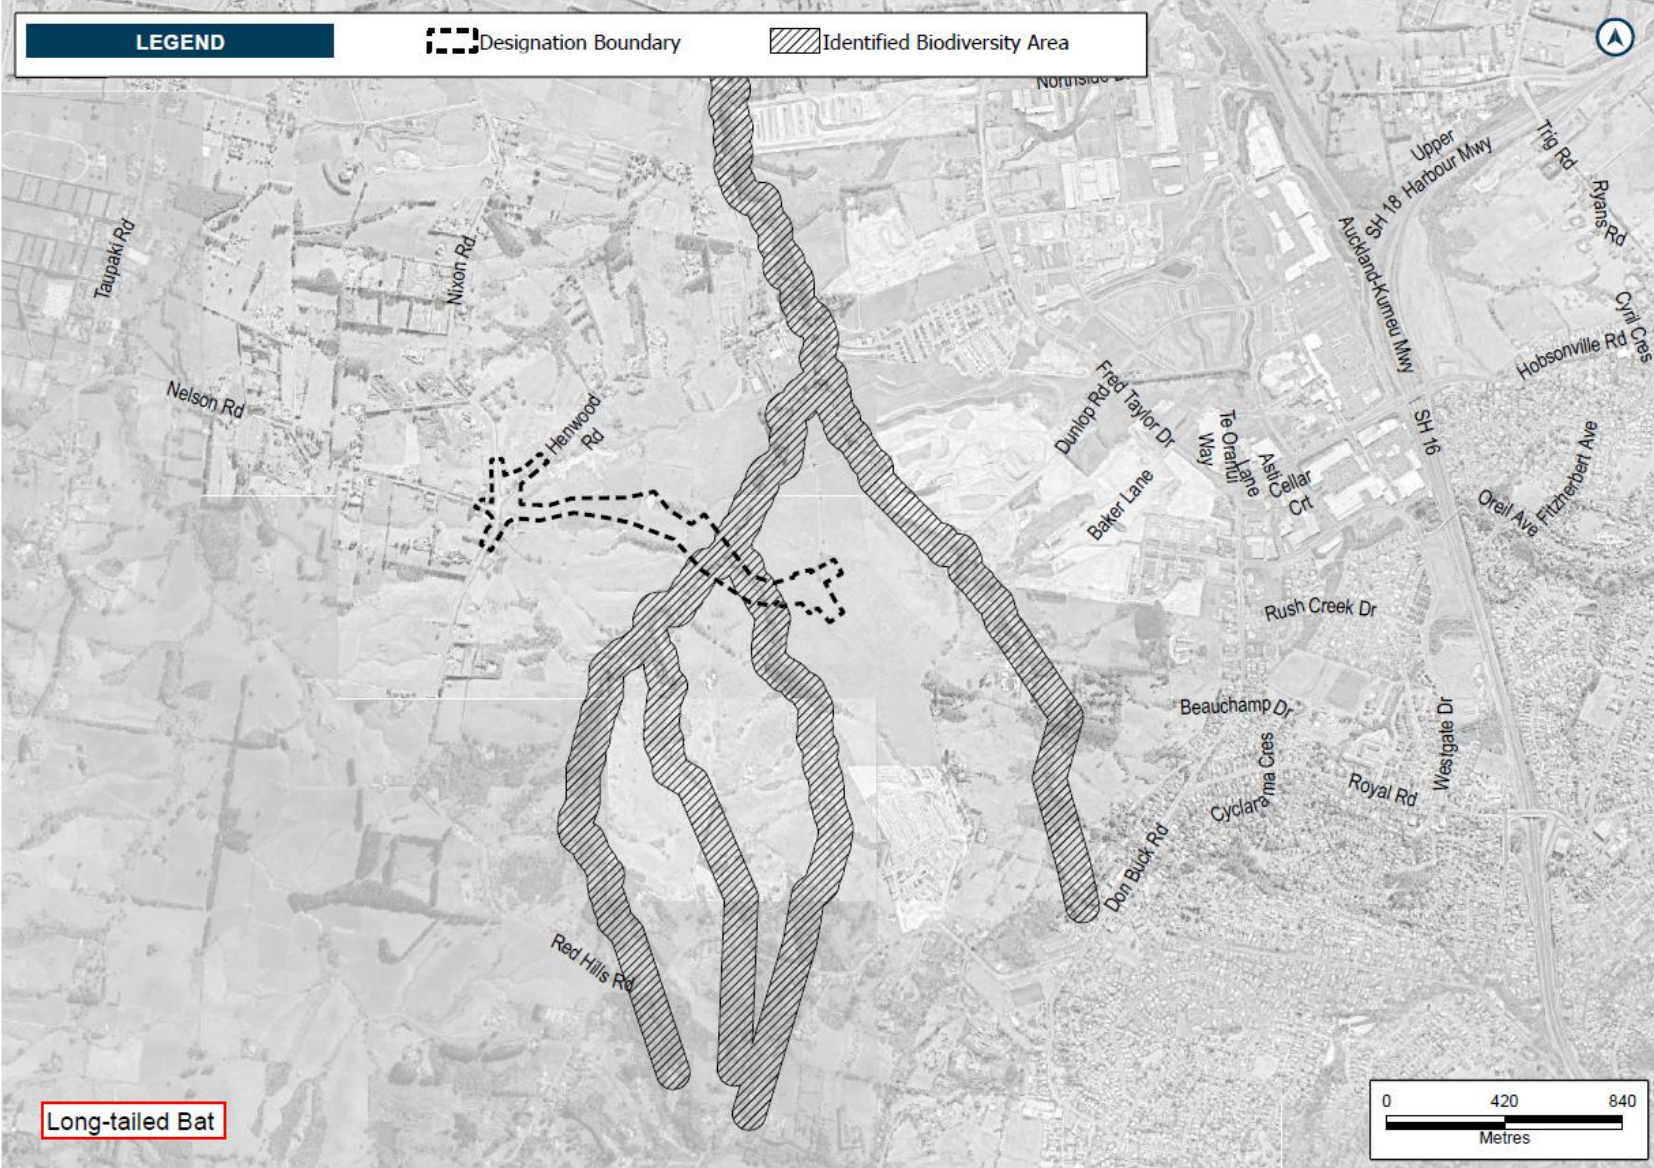 LEGEND
Designation Boundary
Identified Biodiversity Area
Northside
Upper
Harbour Mwy
SH 18
Trig Rd
Ryans
Rd
Taupaki Rd
Nixon Rd
Auckland-Kumeu Mwy
Cyril Cres
Hobsonville Rd
Nelson Rd
Henwood
Rd
Fred Taylor Dr
Dunlop Rd
Te Oranui
Way
Asti
Lane
Cellar
Crt
SH 16
Baker Lane
Oreil Ave
Fitzherbert Ave
Rush Creek Dr
Beauchamp Dr
Westgate Dr
Cyclarama Cres
Royal Rd
Don Buck Rd
Red Hills Rd
Long-tailed Bat
0 420 840
Metres